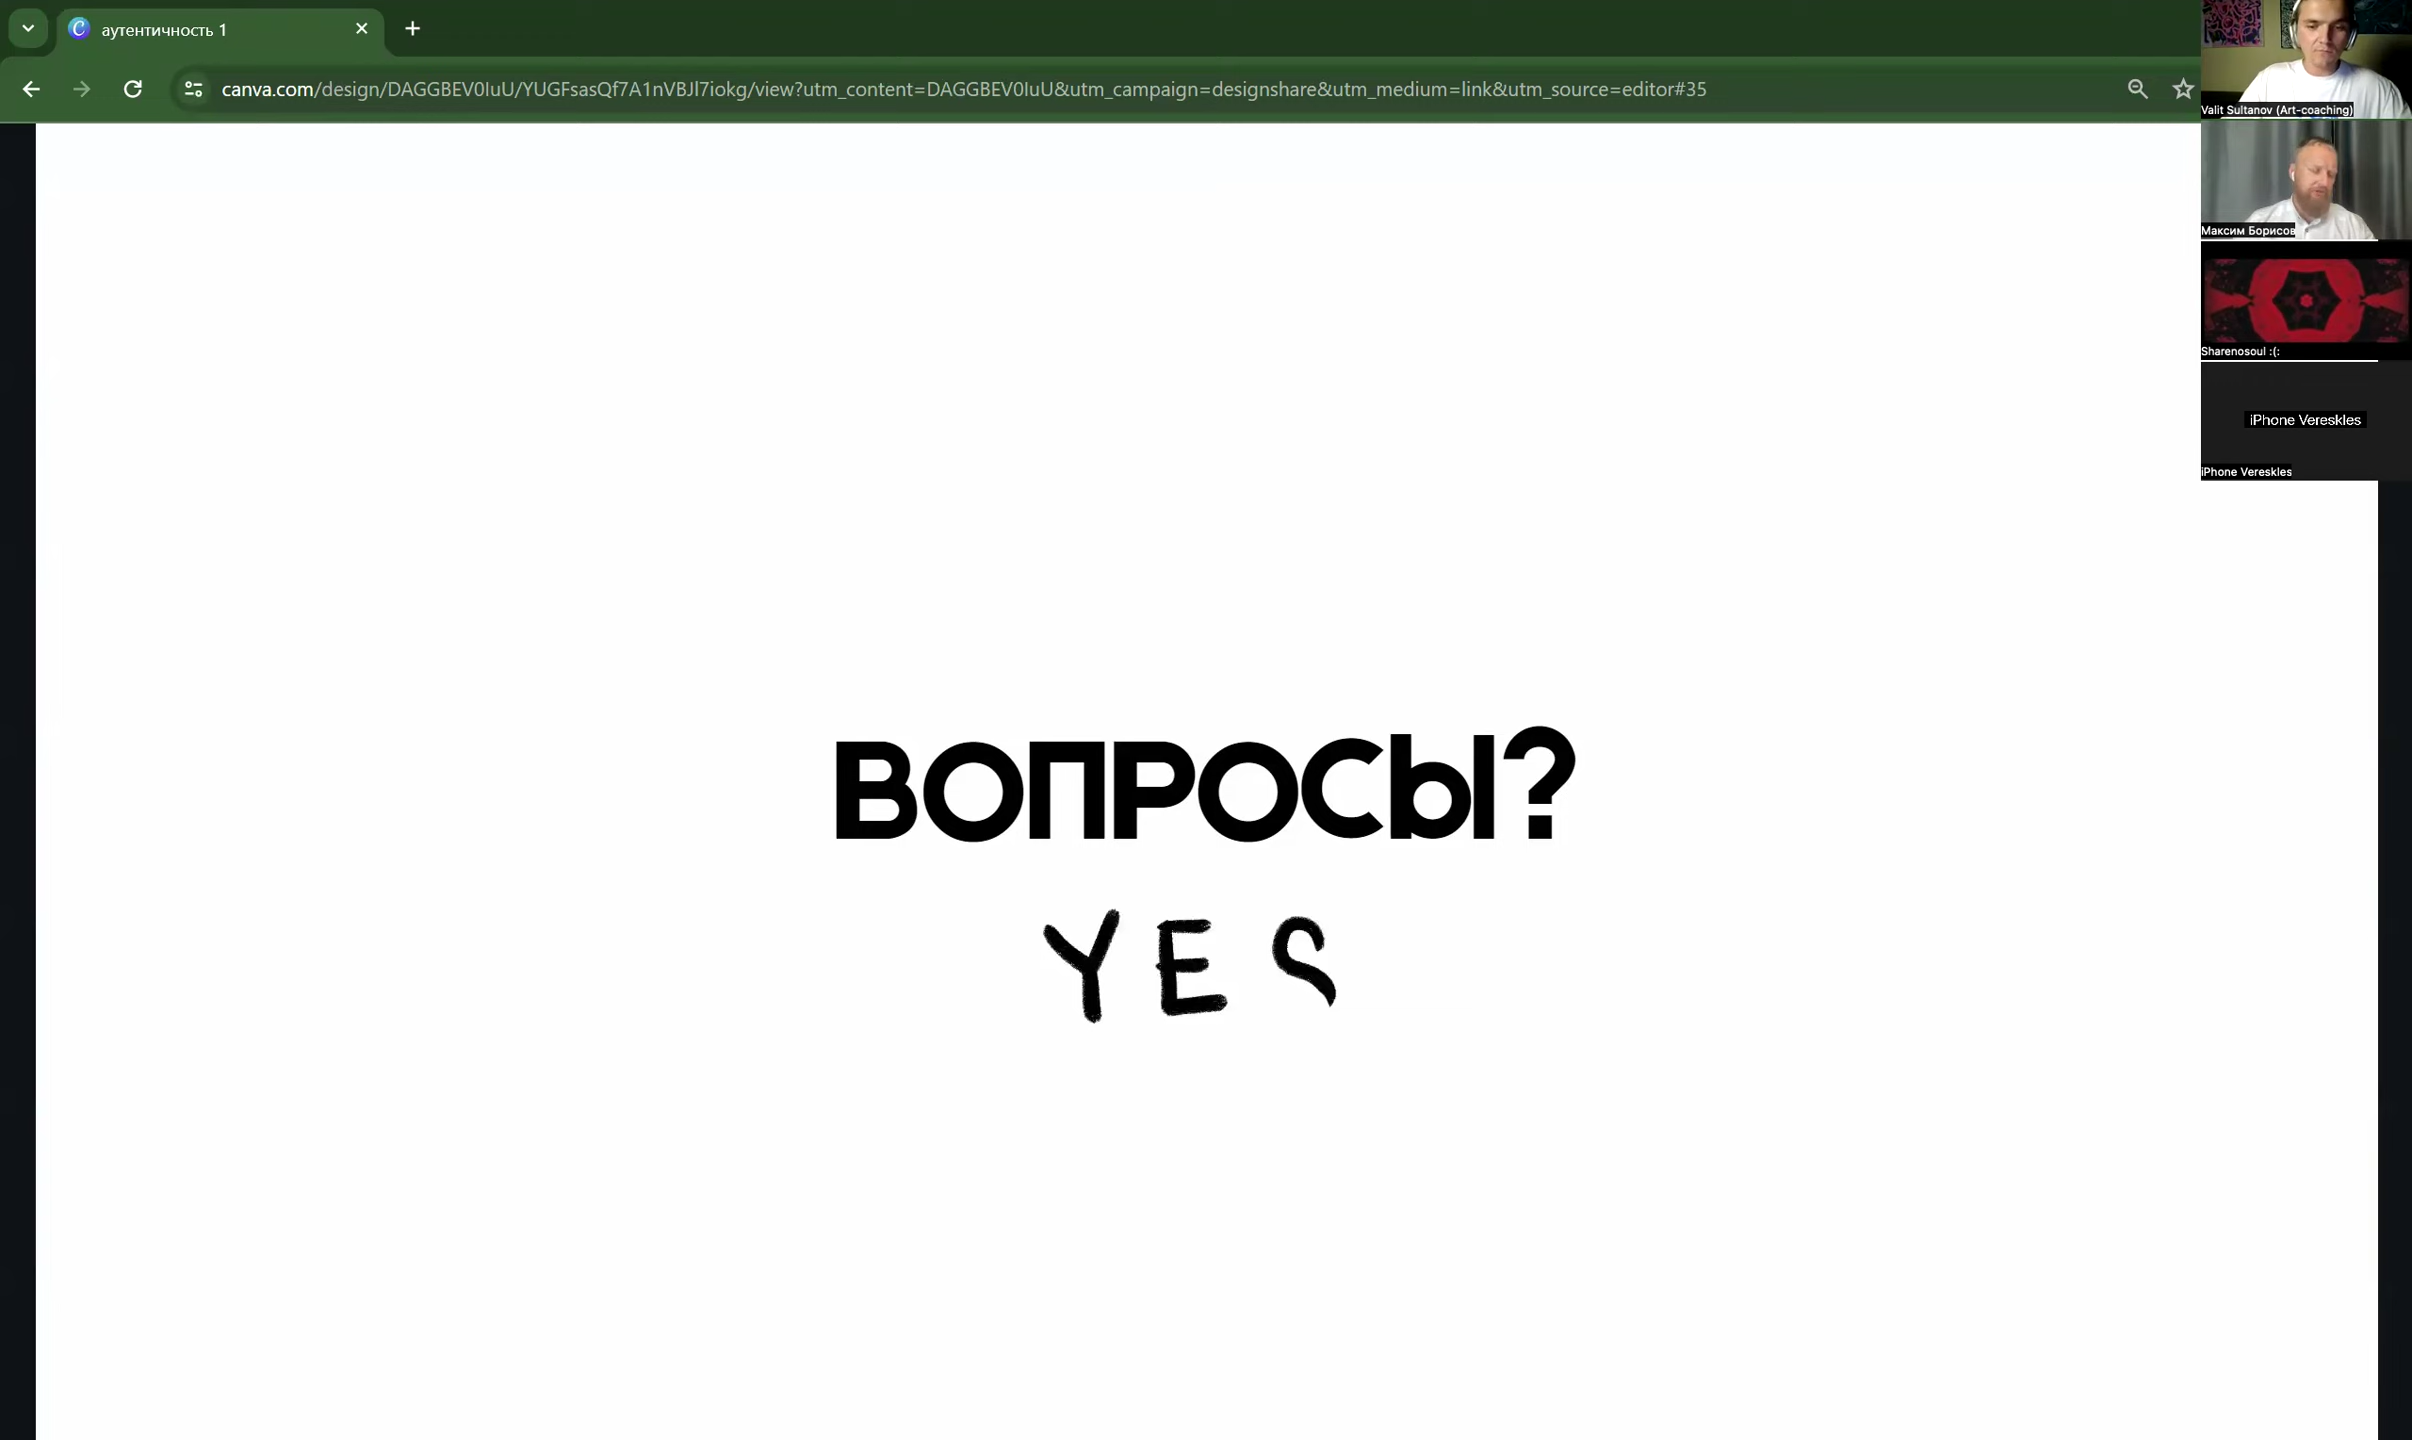 аутентичность 1
canva.com/design/DAGGBEV0IuU/YUGFsasQf7A1nVBJl7iokg/view?utm_content=DAGGBEV0IuU&utm_campaign=designshare&utm_medium=link&utm_source=editor#35
Valit Sultanov (Art-coaching)
Максим Борисов
Sharenosoul :(:
iPhone Vereskles
iPhone Vereskles
ВОПРОСЫ?
YES